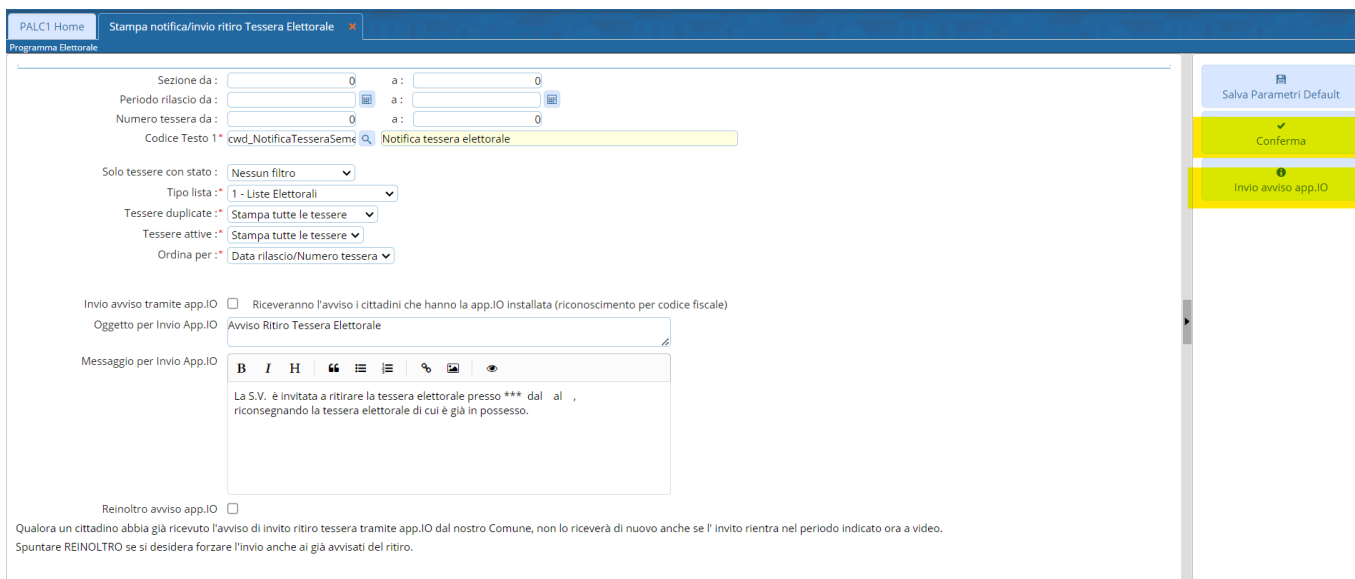 PALC1 Home
Stampa notifica/invio ritiro Tessera Elettorale ×
Programma Elettorale
Sezione da : 0 a : 0
Periodo rilascio da : a :
Numero tessera da : 0 a : 0
Codice Testo 1* cwd_NotificaTesseraSeme Notifica tessera elettorale
Solo tessere con stato : Nessun filtro
Tipo lista :* 1 - Liste Elettorali
Tessere duplicate :* Stampa tutte le tessere
Tessere attive :* Stampa tutte le tessere
Ordina per :* Data rilascio/Numero tessera
Invio avviso tramite app.IO Riceveranno l'avviso i cittadini che hanno la app.IO installata (riconoscimento per codice fiscale)
Oggetto per Invio App.IO Avviso Ritiro Tessera Elettorale
Messaggio per Invio App.IO
B I H
La S.V. è invitata a ritirare la tessera elettorale presso *** dal al ,
riconsegnando la tessera elettorale di cui è già in possesso.
Reinoltro avviso app.IO
Qualora un cittadino abbia già ricevuto l'avviso di invito ritiro tessera tramite app.IO dal nostro Comune, non lo riceverà di nuovo anche se l' invito rientra nel periodo indicato ora a video.
Spuntare REINOLTRO se si desidera forzare l'invio anche ai già avvisati del ritiro.
Salva Parametri Default
Conferma
Invio avviso app.IO